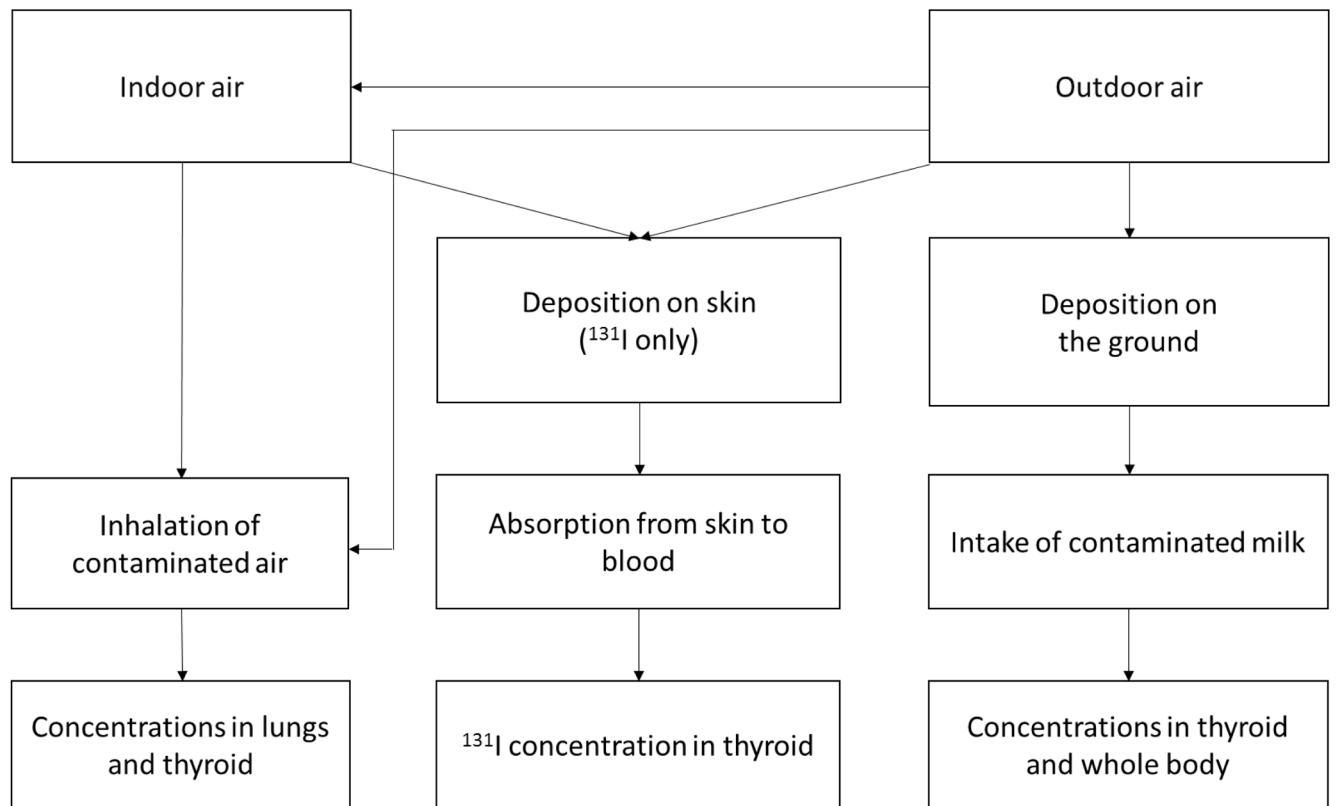 Indoor air
Outdoor air
Deposition on skin
(¹³¹I only)
Deposition on
the ground
Inhalation of
contaminated air
Absorption from skin to
blood
Intake of contaminated milk
Concentrations in lungs
and thyroid
¹³¹I concentration in thyroid
Concentrations in thyroid
and whole body